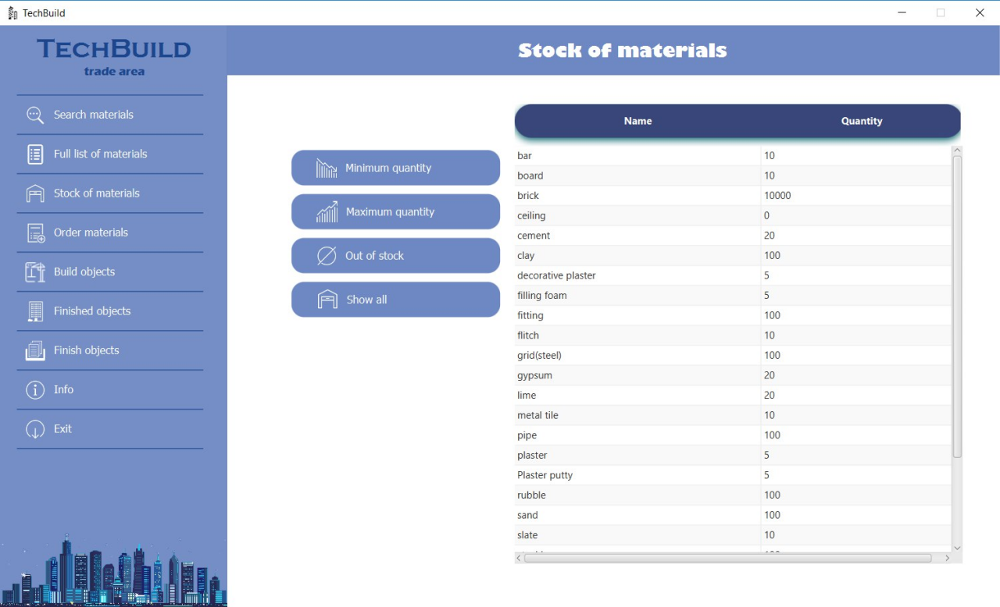 TechBuild
TECHBUILD
trade area
Search materials
Full list of materials
Stock of materials
Order materials
Build objects
Finished objects
Finish objects
Info
Exit
Stock of materials
Minimum quantity
Maximum quantity
Out of stock
Show all
Name Quantity
bar 10
board 10
brick 10000
ceiling 0
cement 20
clay 100
decorative plaster 5
filling foam 5
fitting 100
flitch 10
grid(steel) 100
gypsum 20
lime 20
metal tile 10
pipe 100
plaster 5
Plaster putty 5
rubble 100
sand 100
slate 10